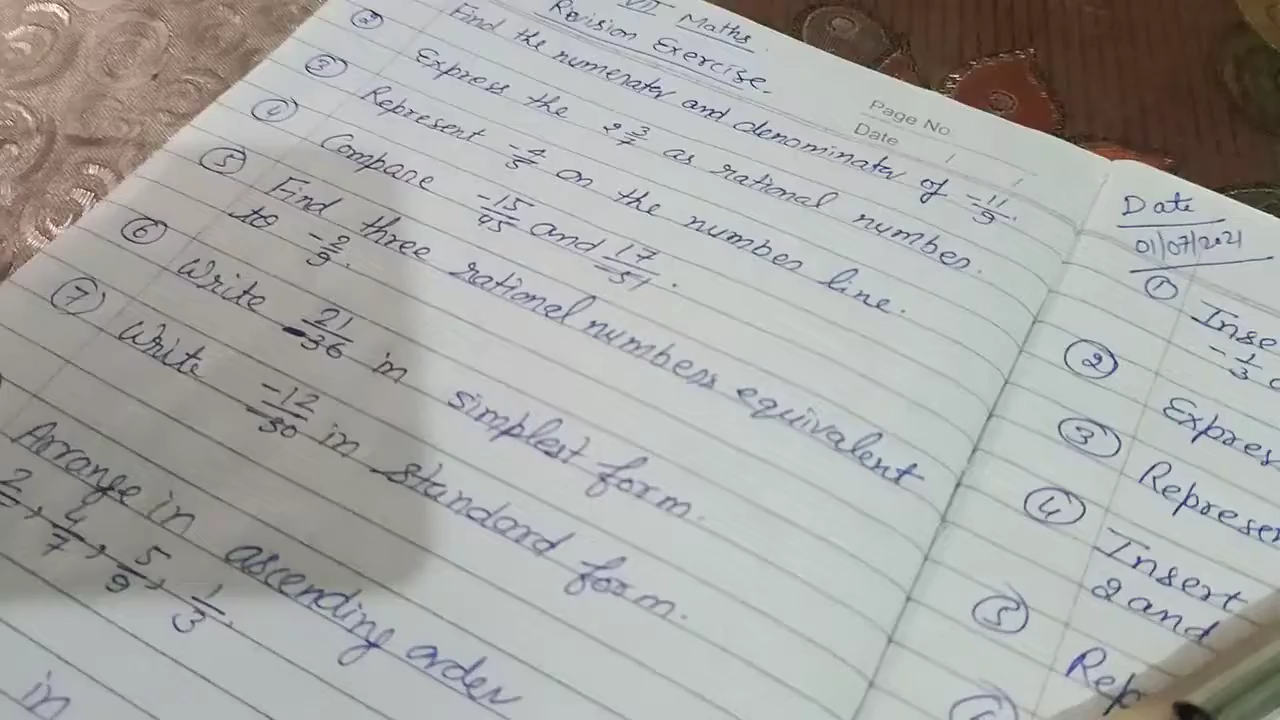 VII Maths
Revision Exercise.
Page No.
Date / /
Find the numerator and denominator of -11/9.
② Express the 2 3/7 as rational number.
③ Represent -4/5 on the number line.
④ Compare -15/45 and 17/-51.
⑤ Find three rational numbers equivalent
to -2/9.
⑥ Write 21/-36 in simplest form.
⑦ Write -12/-30 in standard form.
Arrange in ascending order
4/7, 5/9, 1/3.
in
Date
01/07/2021
① Inse
-1/3
② Expres
③ Represen
④ Insert
2 and
⑤ Rep